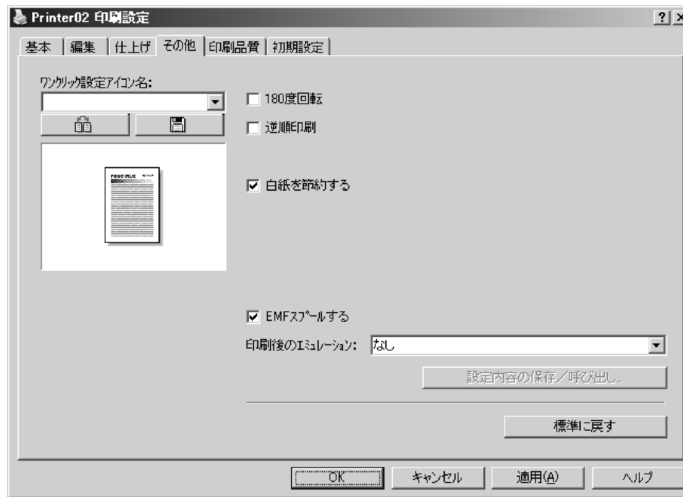 Printer02 印刷設定
基本 編集 仕上げ その他 印刷品質 初期設定
ワンクリック設定アイコン名:
180度回転
逆順印刷
白紙を節約する
EMFスプールする
印刷後のエミュレーション: なし
設定内容の保存／呼び出し...
標準に戻す
OK キャンセル 適用(A) ヘルプ